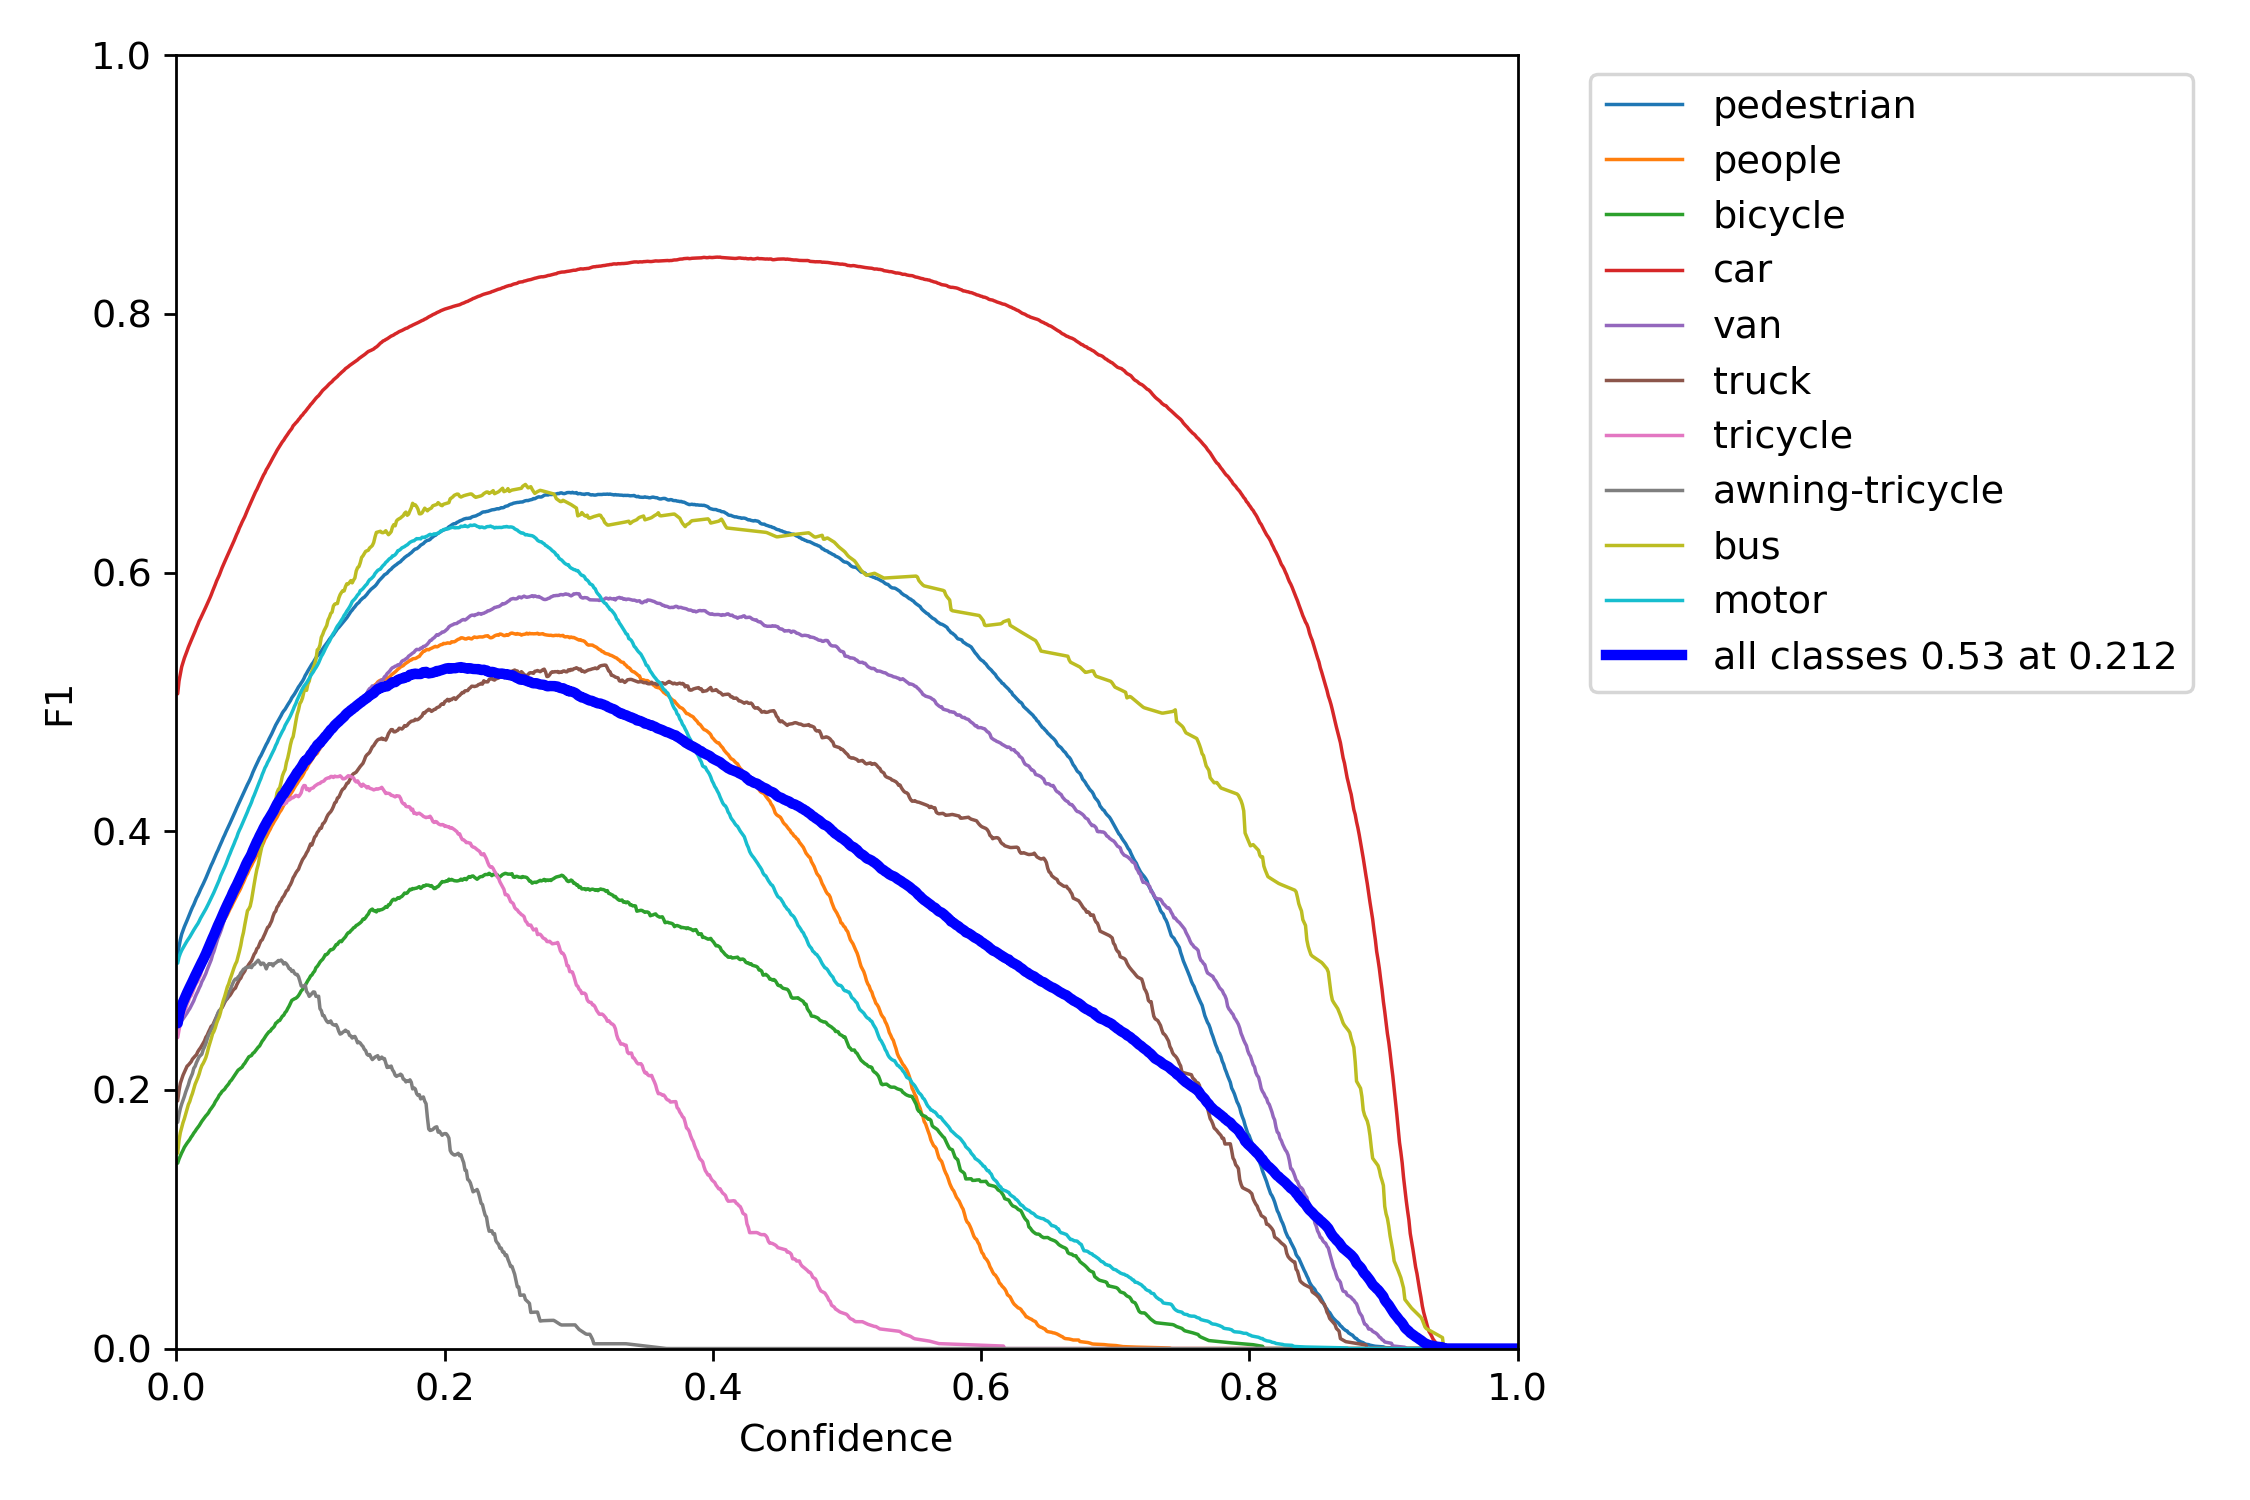 1.0
0.8
0.6
0.4
0.2
0.0
F1
0.0 0.2 0.4 0.6 0.8 1.0
Confidence
pedestrian
people
bicycle
car
van
truck
tricycle
awning-tricycle
bus
motor
all classes 0.53 at 0.212